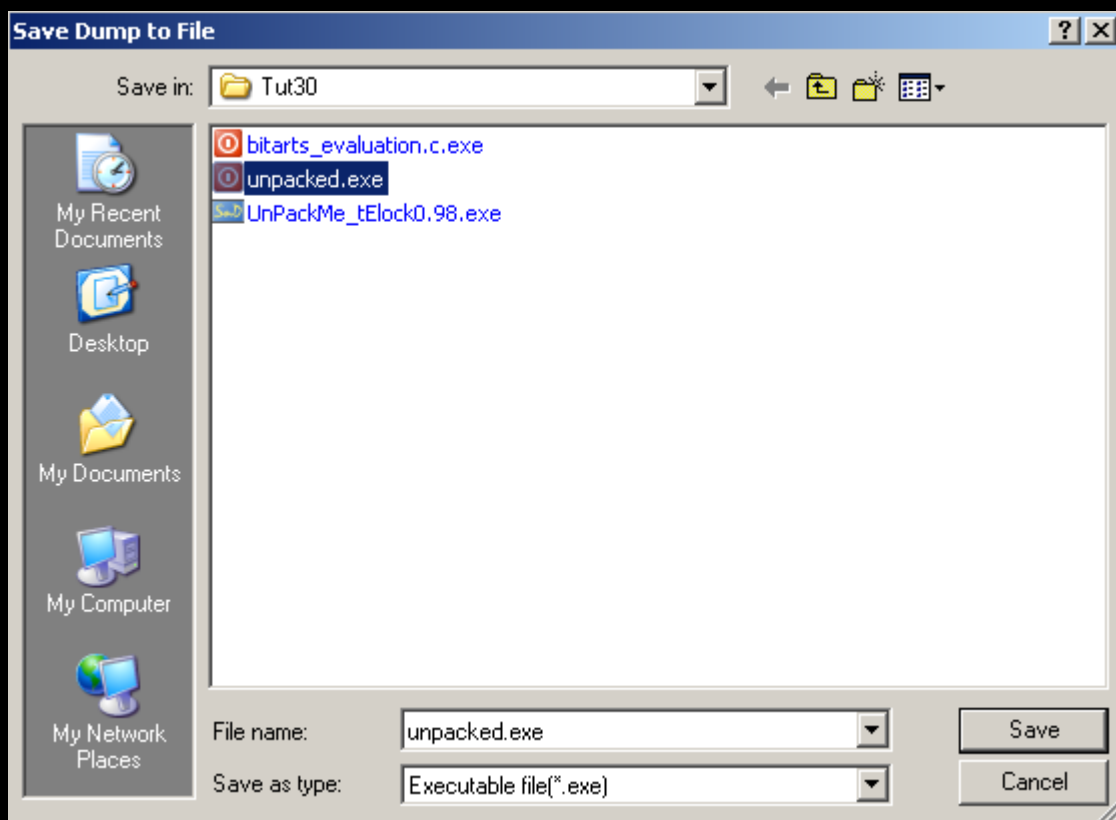 Save Dump to File
Save in:
Tut30
bitarts_evaluation.c.exe
unpacked.exe
UnPackMe_tElock0.98.exe
My Recent
Documents
Desktop
My Documents
My Computer
My Network
Places
File name:
unpacked.exe
Save
Save as type:
Executable file(*.exe)
Cancel